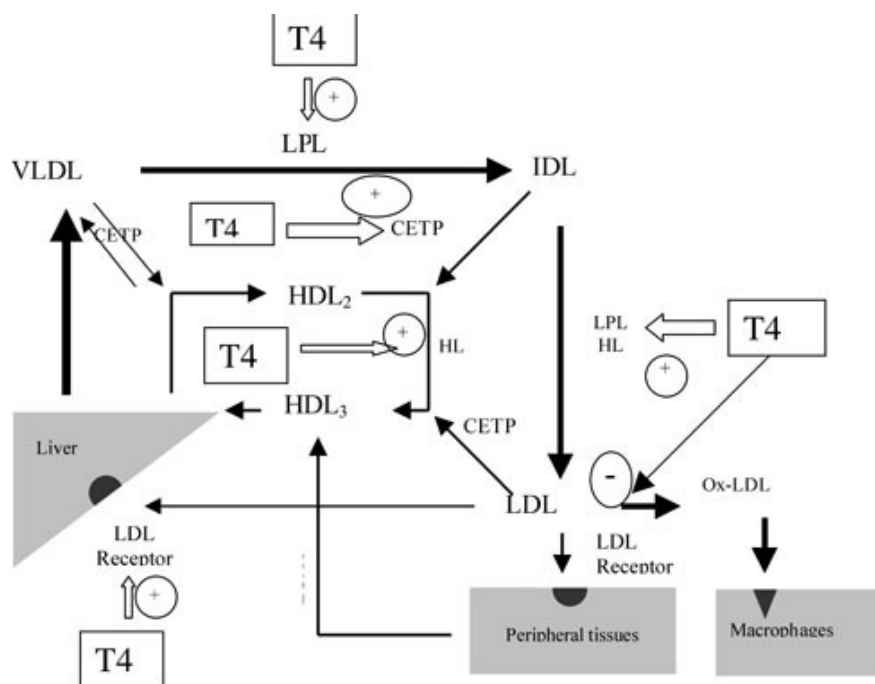 T4
+
LPL
VLDL
IDL
+
T4
CETP
CETP
HDL2
T4
+
HL
LPL
HL
T4
+
HDL3
CETP
Liver
-
Ox-LDL
LDL
LDL
Receptor
LDL
Receptor
+
T4
Peripheral tissues
Macrophages